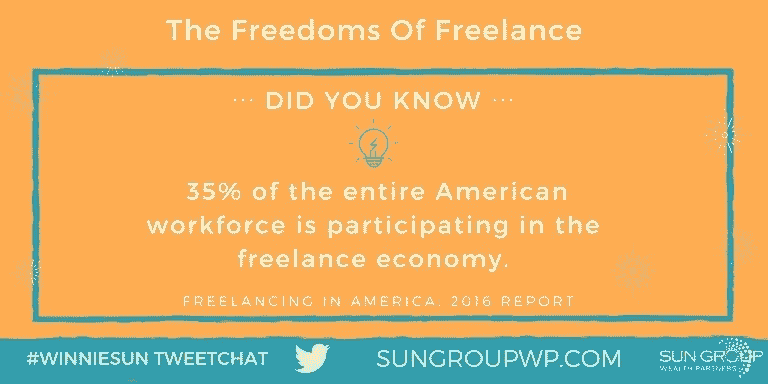 The Freedoms Of Freelance
... DID YOU KNOW ...
35% of the entire American
workforce is participating in the
freelance economy.
FREELANCING IN AMERICA, 2016 REPORT
#WINNIESUN TWEETCHAT
SUNGROUPWP.COM
SUN GROUP
WEALTH PARTNERS